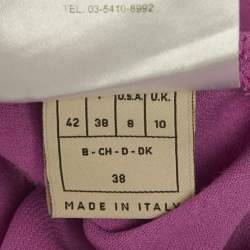 TEL. 03-5410-8992
U.S.A. U.K.
42 38 8 10
B - CH - D - DK
38
MADE IN ITALY